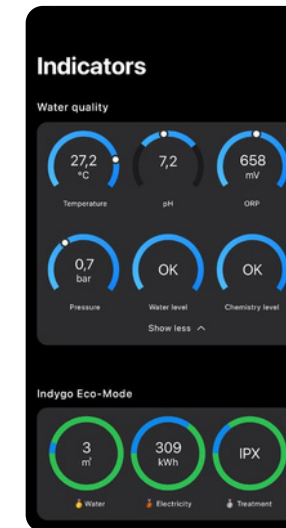 Indicators
Water quality
27,2
°C
Temperature
7,2
pH
658
mV
ORP
0,7
bar
Pressure
OK
Water level
OK
Chemistry level
Show less
Indygo Eco-Mode
3
m³
Water
309
kWh
Electricity
IPX
Treatment